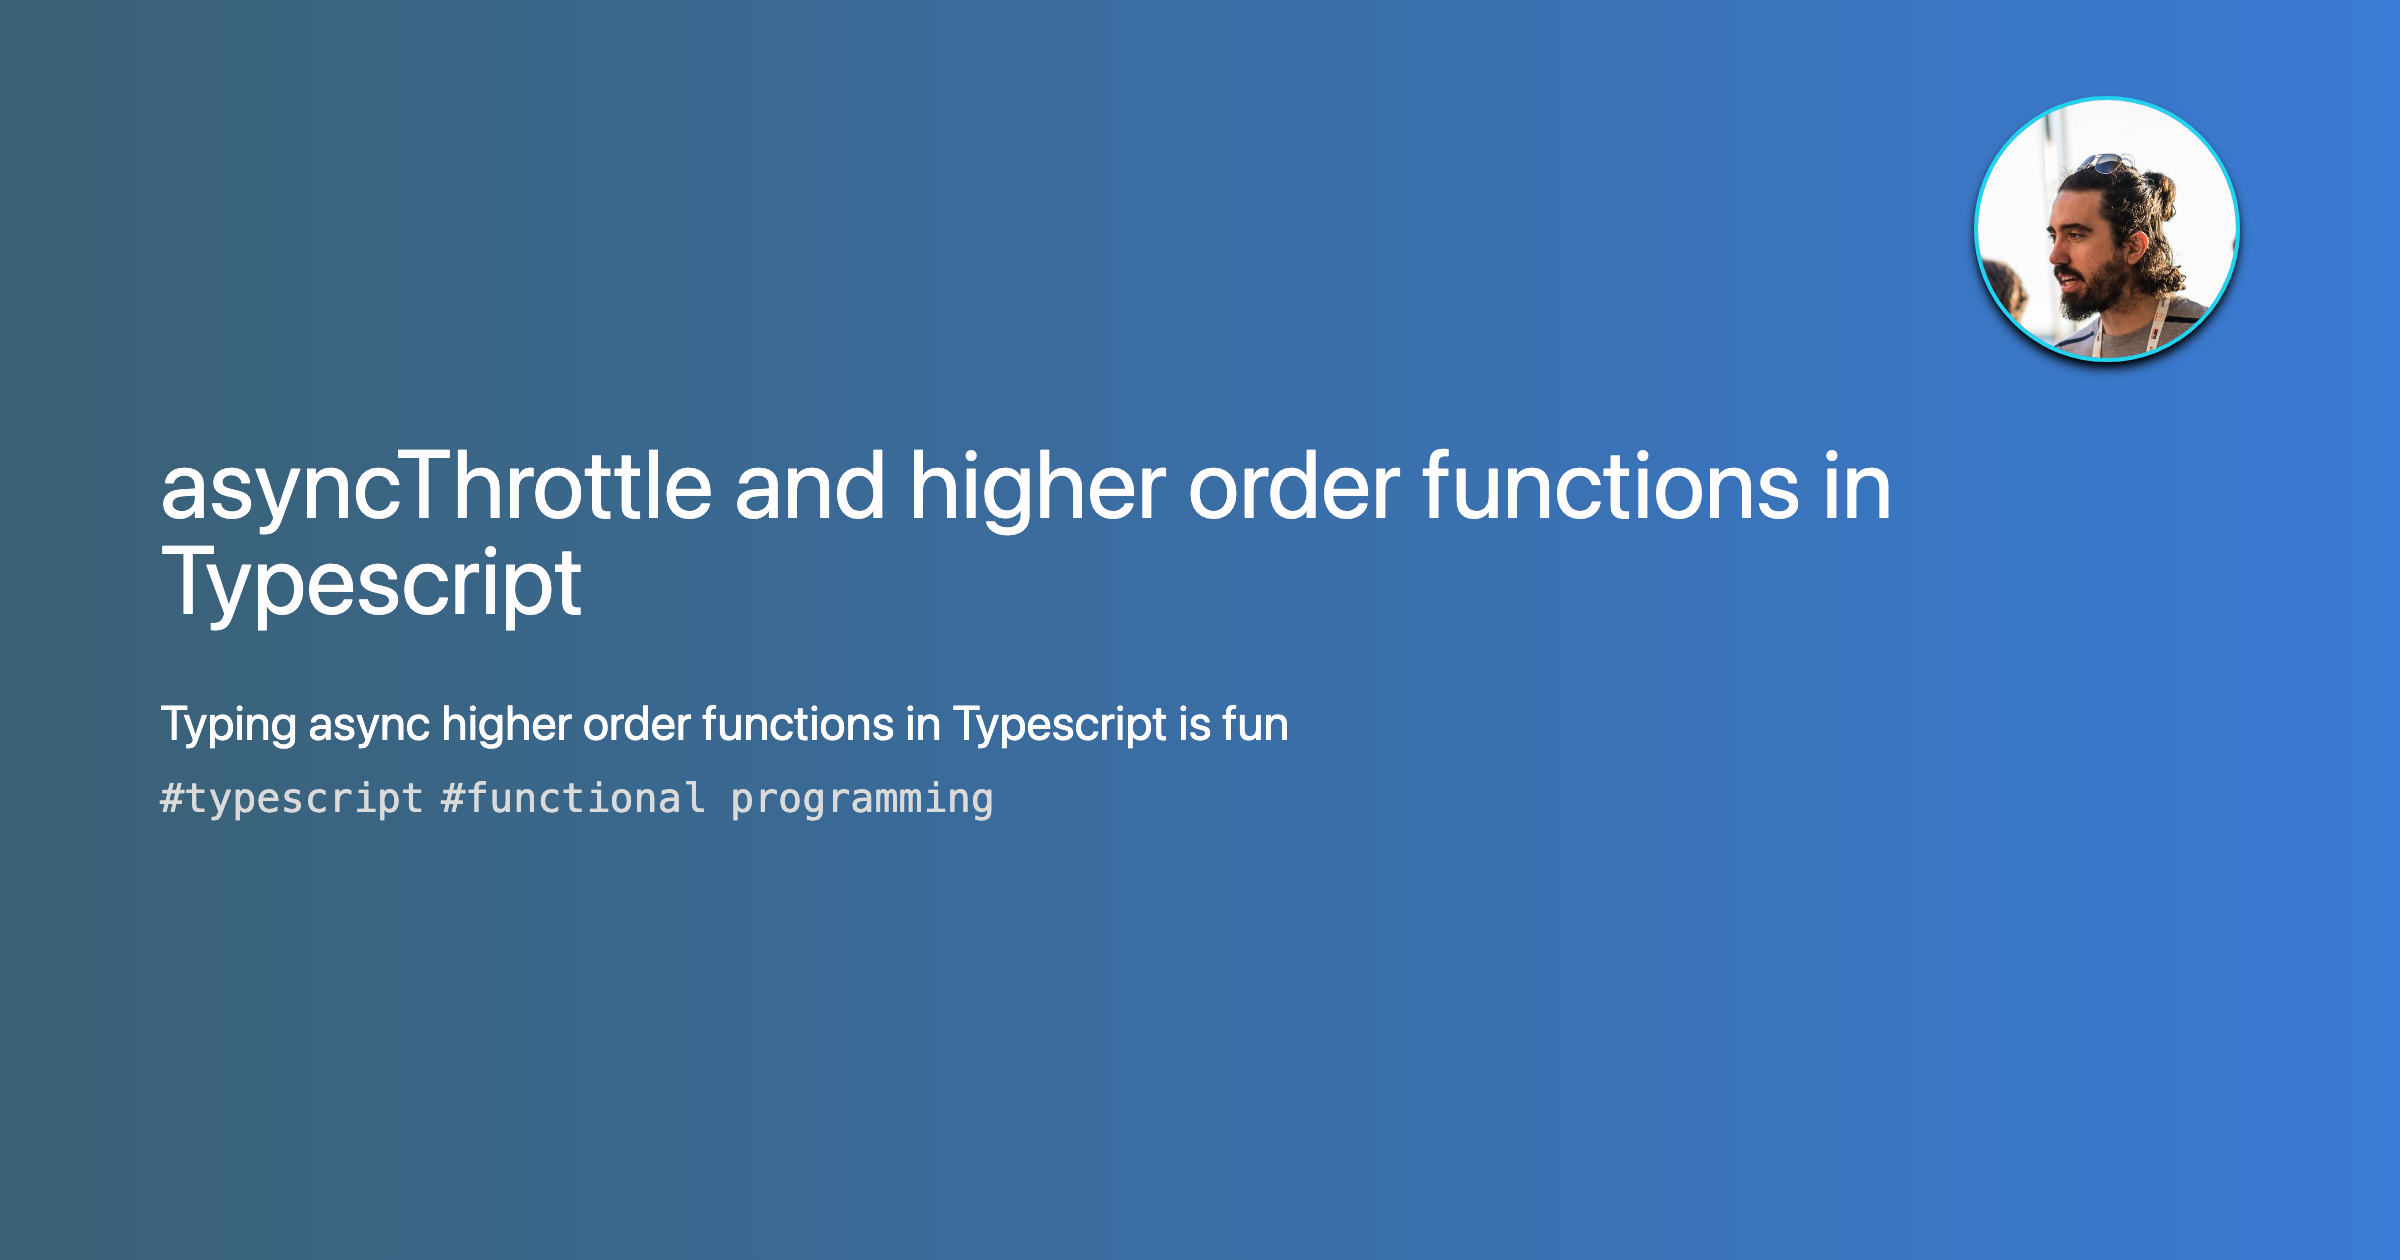 asyncThrottle and higher order functions in
Typescript
Typing async higher order functions in Typescript is fun
#typescript #functional programming